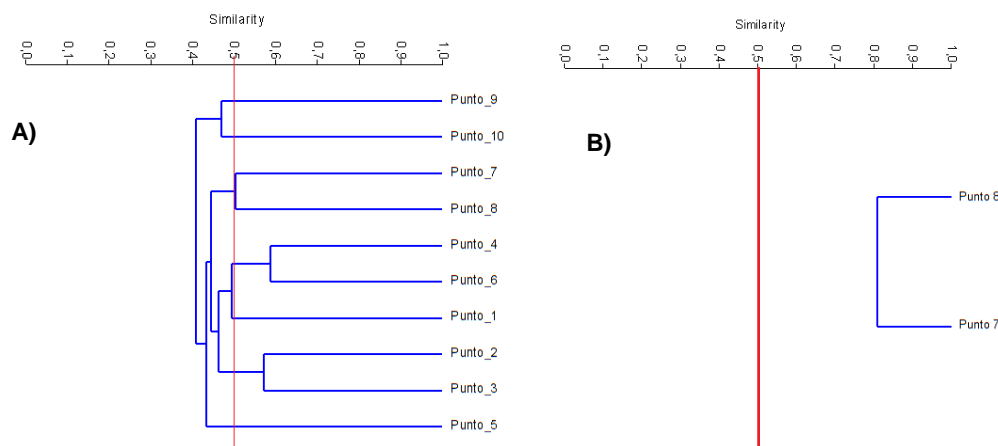 Similarity
0,0 0,1 0,2 0,3 0,4 0,5 0,6 0,7 0,8 0,9 1,0
A)
Punto_9
Punto_10
Punto_7
Punto_8
Punto_4
Punto_6
Punto_1
Punto_2
Punto_3
Punto_5
Similarity
0,0 0,1 0,2 0,3 0,4 0,5 0,6 0,7 0,8 0,9 1,0
B)
Punto 8
Punto 7